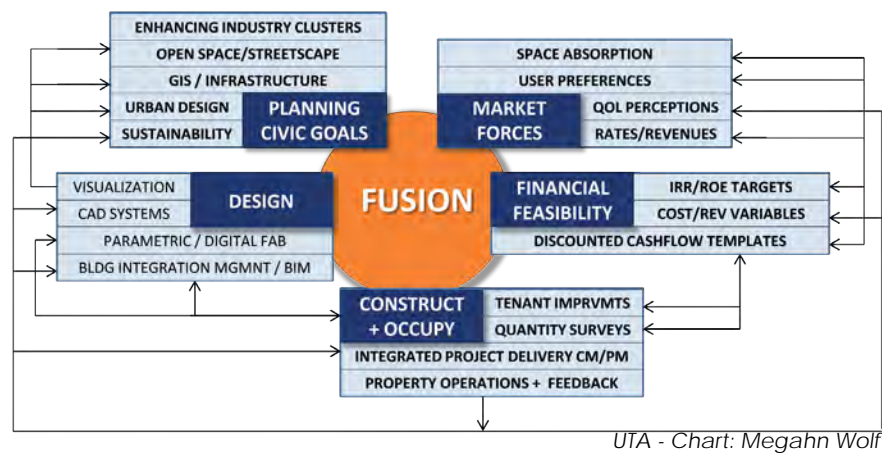 ENHANCING INDUSTRY CLUSTERS
OPEN SPACE/STREETSCAPE
GIS / INFRASTRUCTURE
URBAN DESIGN
SUSTAINABILITY
PLANNING
CIVIC GOALS
SPACE ABSORPTION
USER PREFERENCES
MARKET
FORCES
QOL PERCEPTIONS
RATES/REVENUES
VISUALIZATION
CAD SYSTEMS
DESIGN
PARAMETRIC / DIGITAL FAB
BLDG INTEGRATION MGMNT / BIM
FUSION
FINANCIAL
FEASIBILITY
IRR/ROE TARGETS
COST/REV VARIABLES
DISCOUNTED CASHFLOW TEMPLATES
CONSTRUCT
+ OCCUPY
TENANT IMPRVMTS
QUANTITY SURVEYS
INTEGRATED PROJECT DELIVERY CM/PM
PROPERTY OPERATIONS + FEEDBACK
UTA - Chart: Megahn Wolf